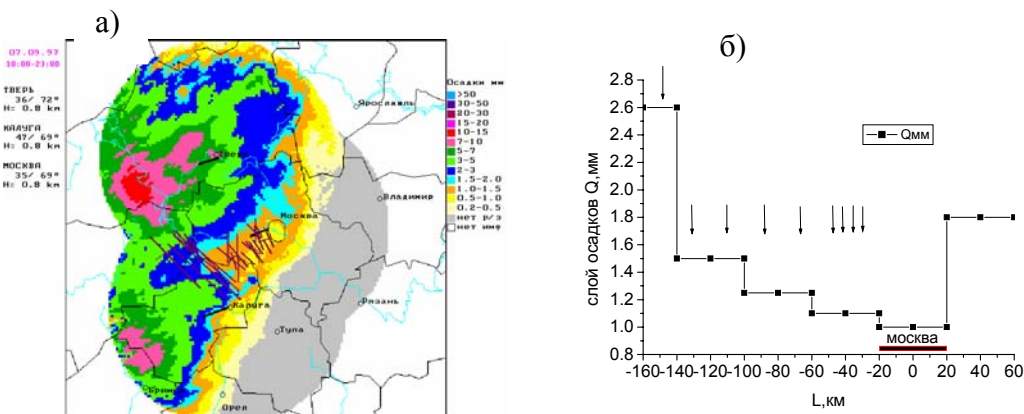 а)
07.09.97
10:00-21:00
ТВЕРЬ
36/ 72°
H= 0.8 km
КАЛУГА
47/ 69°
H= 0.8 km
МОСКВА
35/ 69°
H= 0.8 km
Осадки мм
>50
30-50
20-30
15-20
10-15
7-10
5-7
3-5
2-3
1.5-2.0
1.0-1.5
0.5-1.0
0.2-0.5
нет р/э
нет инф
Ярославль
Тверь
Владимир
Москва
Калуга
Рязань
Тула
Орел
б)
слой осадков Q,мм
2.8
2.6
2.4
2.2
2.0
1.8
1.6
1.4
1.2
1.0
0.8
Qмм
москва
-160 -140 -120 -100 -80 -60 -40 -20 0 20 40 60
L,км